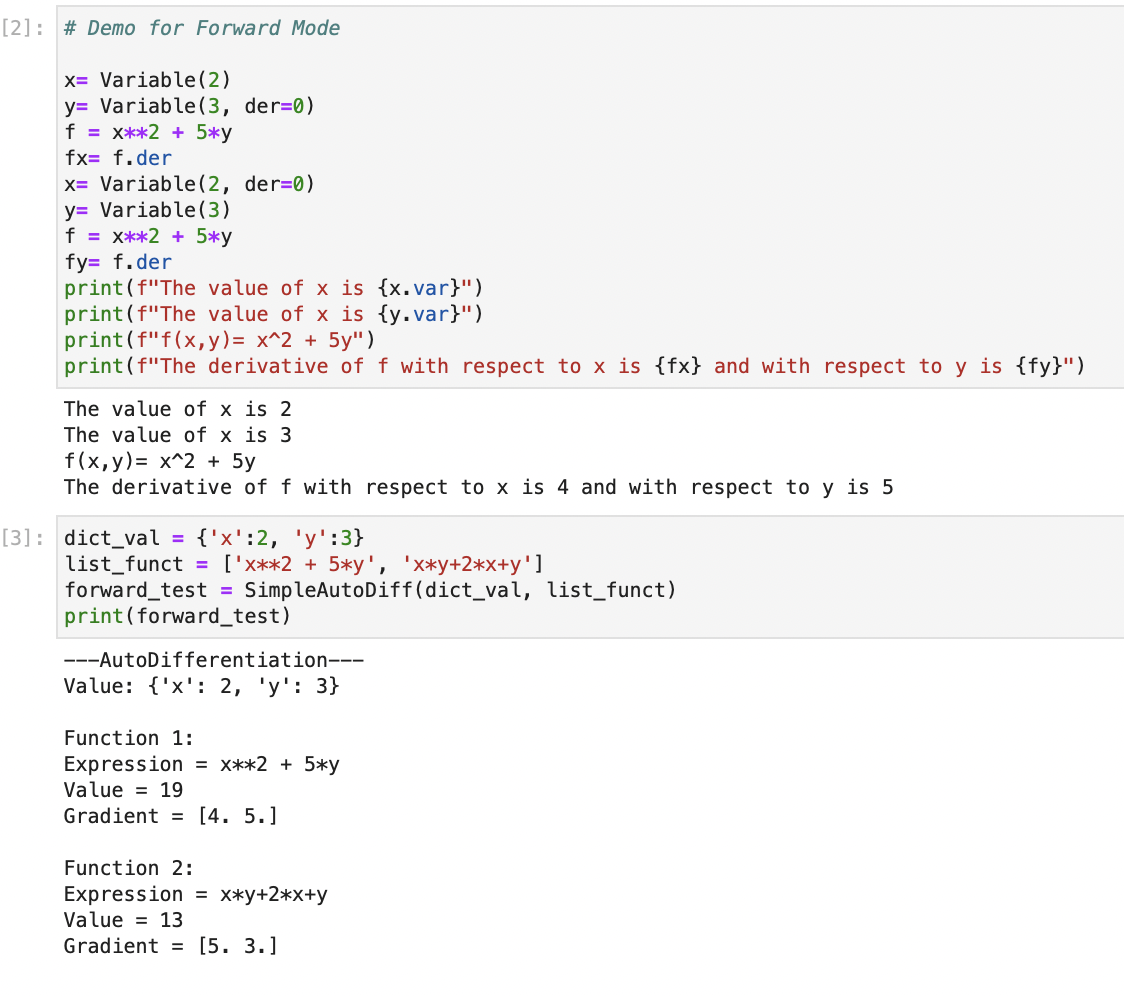 [2]: # Demo for Forward Mode
x= Variable(2)
y= Variable(3, der=0)
f = x**2 + 5*y
fx= f.der
x= Variable(2, der=0)
y= Variable(3)
f = x**2 + 5*y
fy= f.der
print(f"The value of x is {x.var}")
print(f"The value of x is {y.var}")
print(f"f(x,y)= x^2 + 5y")
print(f"The derivative of f with respect to x is {fx} and with respect to y is {fy}")
The value of x is 2
The value of x is 3
f(x,y)= x^2 + 5y
The derivative of f with respect to x is 4 and with respect to y is 5
[3]: dict_val = {'x':2, 'y':3}
list_funct = ['x**2 + 5*y', 'x*y+2*x+y']
forward_test = SimpleAutoDiff(dict_val, list_funct)
print(forward_test)
---AutoDifferentiation---
Value: {'x': 2, 'y': 3}
Function 1:
Expression = x**2 + 5*y
Value = 19
Gradient = [4. 5.]
Function 2:
Expression = x*y+2*x+y
Value = 13
Gradient = [5. 3.]